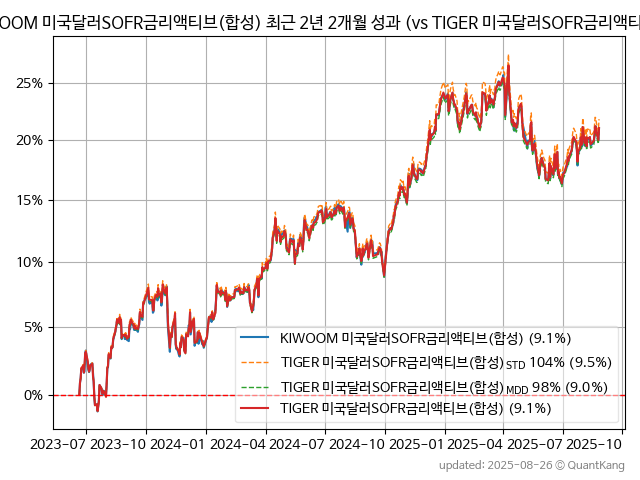 OOM 미국달러SOFR금리액티브(합성) 최근 2년 2개월 성과 (vs TIGER 미국달러SOFR금리액티
25%
20%
15%
10%
5%
0%
KIWOOM 미국달러SOFR금리액티브(합성) (9.1%)
TIGER 미국달러SOFR금리액티브(합성) STD 104% (9.5%)
TIGER 미국달러SOFR금리액티브(합성) MDD 98% (9.0%)
TIGER 미국달러SOFR금리액티브(합성) (9.1%)
2023-07 2023-10 2024-01 2024-04 2024-07 2024-10 2025-01 2025-04 2025-07 2025-10
updated: 2025-08-26 © QuantKang